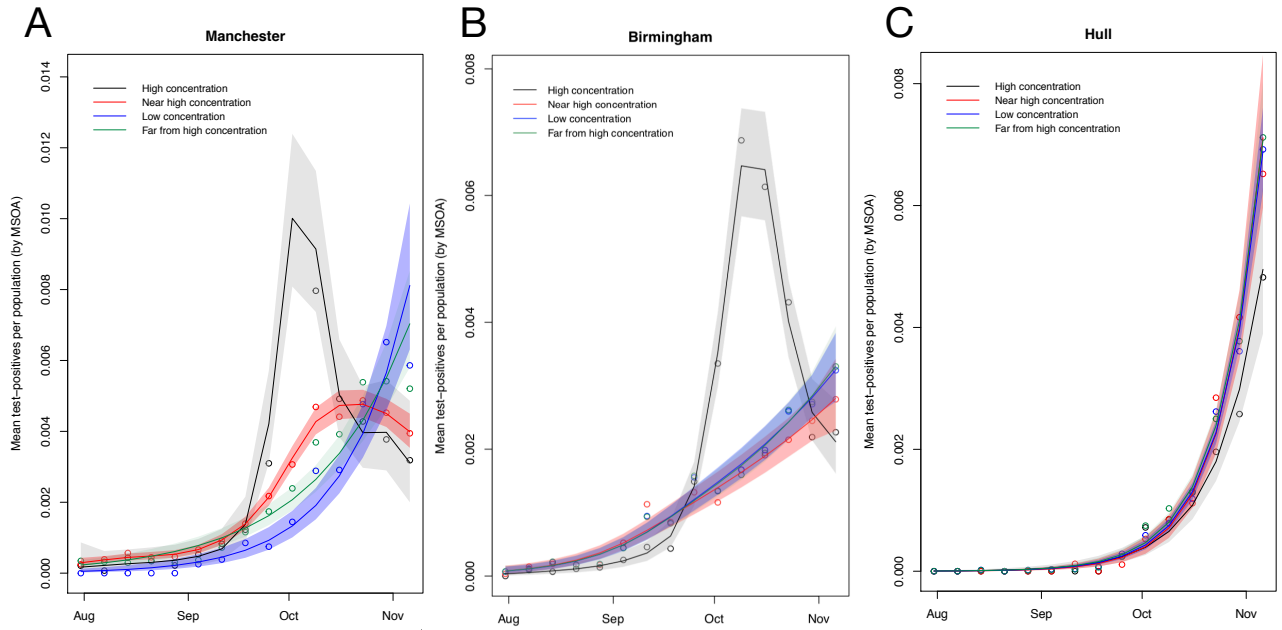 A
Manchester
Mean test−positives per population (by MSOA)
0.014
0.012
0.010
0.008
0.006
0.004
0.002
0.000
High concentration
Near high concentration
Low concentration
Far from high concentration
Aug Sep Oct Nov
B
Birmingham
Mean test−positives per population (by MSOA)
0.008
0.006
0.004
0.002
0.000
High concentration
Near high concentration
Low concentration
Far from high concentration
Aug Sep Oct Nov
C
Hull
Mean test−positives per population (by MSOA)
0.008
0.006
0.004
0.002
0.000
High concentration
Near high concentration
Low concentration
Far from high concentration
Aug Sep Oct Nov